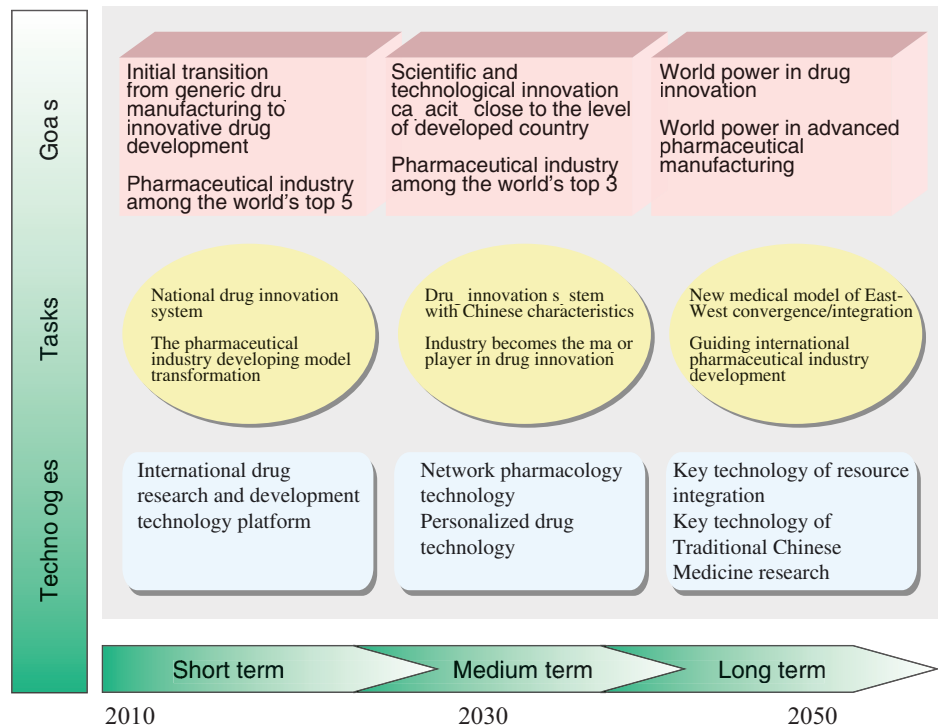 Goa s
Initial transition
from generic dru
manufacturing to
innovative drug
development
Pharmaceutical industry
among the world's top 5
Scientific and
technological innovation
ca acit close to the level
of developed country
Pharmaceutical industry
among the world's top 3
World power in drug
innovation
World power in advanced
pharmaceutical
manufacturing
Tasks
National drug innovation
system
The pharmaceutical
industry developing model
transformation
Dru innovation s stem
with Chinese characteristics
Industry becomes the ma or
player in drug innovation
New medical model of East-
West convergence/integration
Guiding international
pharmaceutical industry
development
Techno og es
International drug
research and development
technology platform
Network pharmacology
technology
Personalized drug
technology
Key technology of resource
integration
Key technology of
Traditional Chinese
Medicine research
Short term
Medium term
Long term
2010
2030
2050